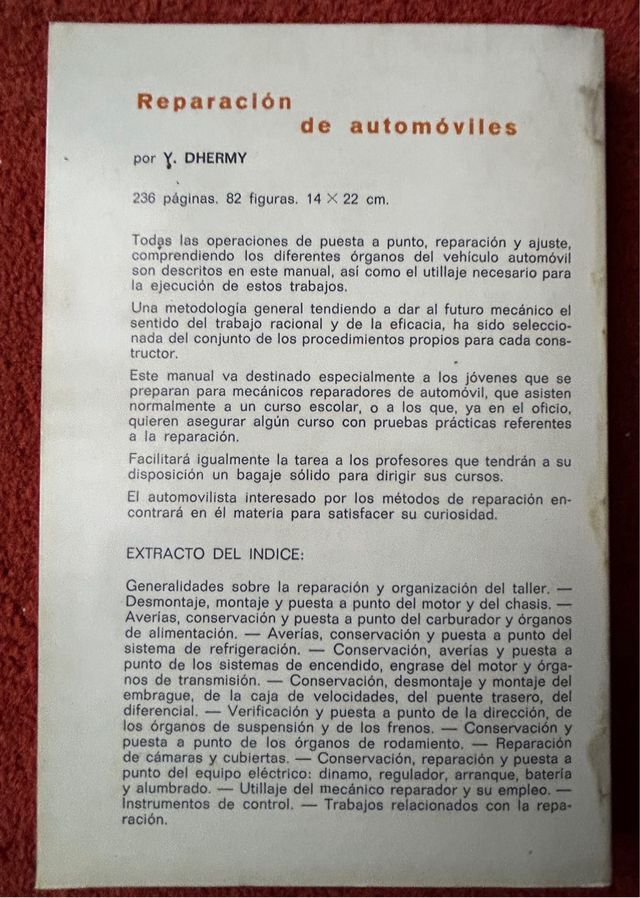 Reparación
de automóviles
por Y. DHERMY
236 páginas. 82 figuras. 14 × 22 cm.
Todas las operaciones de puesta a punto, reparación y ajuste,
comprendiendo los diferentes órganos del vehículo automóvil
son descritos en este manual, así como el utillaje necesario para
la ejecución de estos trabajos.
Una metodologia general tendiendo a dar al futuro mecánico el
sentido del trabajo racional y de la eficacia, ha sido seleccio-
nada del conjunto de los procedimientos propios para cada cons-
tructor.
Este manual va destinado especialmente a los jóvenes que se
preparan para mecánicos reparadores de automóvil, que asisten
normalmente a un curso escolar, o a los que, ya en el oficio,
quieren asegurar algún curso con pruebas prácticas referentes
a la reparación.
Facilitará igualmente la tarea a los profesores que tendrán a su
disposición un bagaje sólido para dirigir sus cursos.
El automovilista interesado por los métodos de reparación en-
contrará en él materia para satisfacer su curiosidad.
EXTRACTO DEL INDICE:
Generalidades sobre la reparación y organización del taller. —
Desmontaje, montaje y puesta a punto del motor y del chasis. —
Averías, conservación y puesta a punto del carburador y órganos
de alimentación. — Averías, conservación y puesta a punto del
sistema de refrigeración. — Conservación, averías y puesta a
punto de los sistemas de encendido, engrase del motor y órga-
nos de transmisión. — Conservación, desmontaje y montaje del
embrague, de la caja de velocidades, del puente trasero, del
diferencial. — Verificación y puesta a punto de la dirección, de
los órganos de suspensión y de los frenos. — Conservación y
puesta a punto de los órganos de rodamiento. — Reparación
de cámaras y cubiertas. — Conservación, reparación y puesta a
punto del equipo eléctrico: dinamo, regulador, arranque, batería
y alumbrado. — Utillaje del mecánico reparador y su empleo. —
Instrumentos de control. — Trabajos relacionados con la repa-
ración.